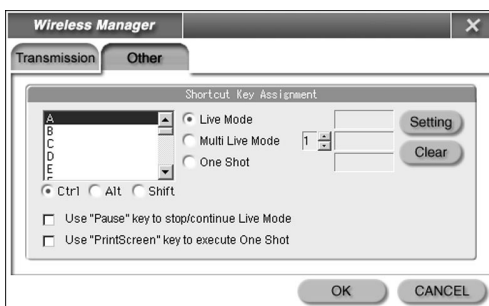 Wireless Manager
Transmission Other
Shortcut Key Assignment
A
B
C
D
E
Live Mode
Multi Live Mode 1
One Shot
Setting
Clear
Ctrl Alt Shift
Use "Pause" key to stop/continue Live Mode
Use "PrintScreen" key to execute One Shot
OK CANCEL